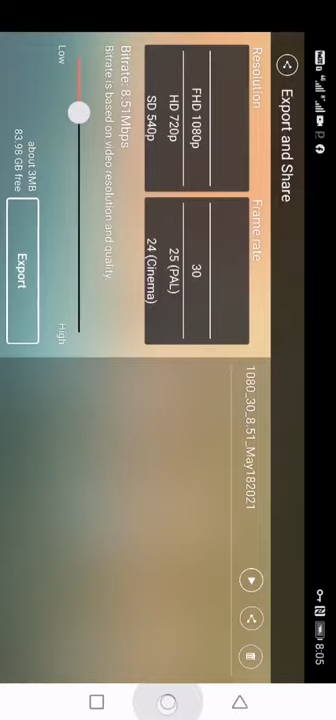 8:05
Export and Share
Resolution
FHD 1080p
HD 720p
SD 540p
Frame rate
30
25 (PAL)
24 (Cinema)
Bitrate: 8.51Mbps
Bitrate is based on video resolution and quality
Low
High
about 3MB
83.98 GB free
Export
1080_30_8.51_May182021